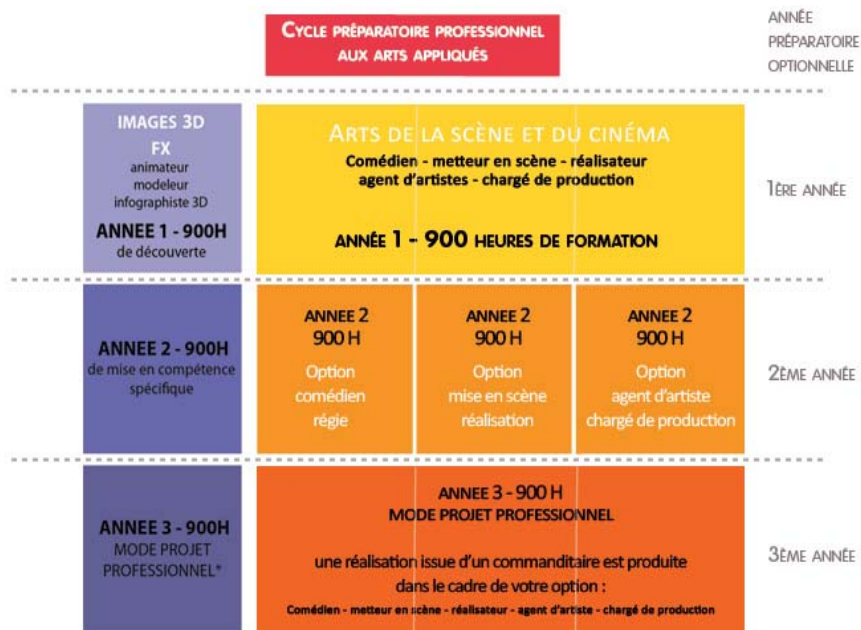 CYCLE PRÉPARATOIRE PROFESSIONNEL
AUX ARTS APPLIQUÉS
ANNÉE
PRÉPARATOIRE
OPTIONNELLE
IMAGES 3D
FX
animateur
modeleur
infographiste 3D
ANNEE 1 - 900H
de découverte
ARTS DE LA SCÈNE ET DU CINÉMA
Comédien - metteur en scène - réalisateur
agent d'artistes - chargé de production
ANNÉE 1 - 900 HEURES DE FORMATION
1ÈRE ANNÉE
ANNEE 2 - 900H
de mise en compétence
spécifique
ANNEE 2
900 H
Option
comédien
régie
ANNEE 2
900 H
Option
mise en scène
réalisation
ANNEE 2
900 H
Option
agent d'artiste
chargé de production
2ÈME ANNÉE
ANNEE 3 - 900H
MODE PROJET
PROFESSIONNEL*
ANNEE 3 - 900 H
MODE PROJET PROFESSIONNEL
une réalisation issue d'un commanditaire est produite
dans le cadre de votre option :
Comédien - metteur en scène - réalisateur - agent d'artiste - chargé de production
3ÈME ANNÉE